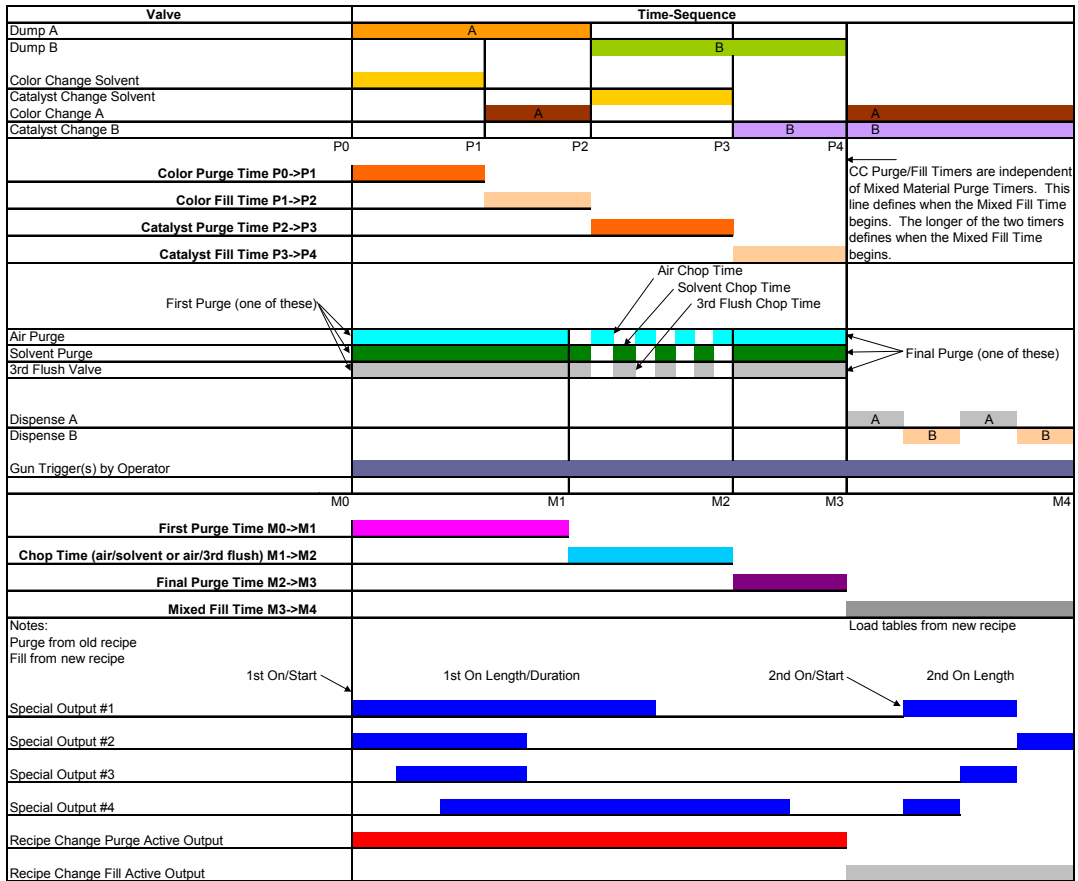 Valve Time-Sequence
Dump A A
Dump B B
Color Change Solvent
Catalyst Change Solvent
Color Change A A A
Catalyst Change B B B
P0 P1 P2 P3 P4
Color Purge Time P0->P1
Color Fill Time P1->P2
Catalyst Purge Time P2->P3
Catalyst Fill Time P3->P4
CC Purge/Fill Timers are independent
of Mixed Material Purge Timers. This
line defines when the Mixed Fill Time
begins. The longer of the two timers
defines when the Mixed Fill Time
begins.
Air Chop Time
Solvent Chop Time
First Purge (one of these)
3rd Flush Chop Time
Air Purge
Solvent Purge
Final Purge (one of these)
3rd Flush Valve
Dispense A A A
Dispense B B B
Gun Trigger(s) by Operator
M0 M1 M2 M3 M4
First Purge Time M0->M1
Chop Time (air/solvent or air/3rd flush) M1->M2
Final Purge Time M2->M3
Mixed Fill Time M3->M4
Notes:
Load tables from new recipe
Purge from old recipe
Fill from new recipe
1st On/Start 1st On Length/Duration 2nd On/Start 2nd On Length
Special Output #1
Special Output #2
Special Output #3
Special Output #4
Recipe Change Purge Active Output
Recipe Change Fill Active Output